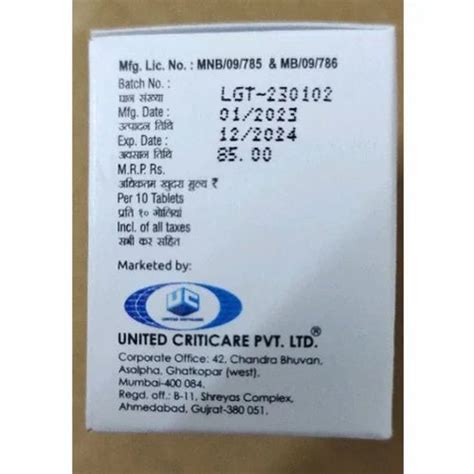 Mfg. Lic. No. : MNB/09/785 & MB/09/786
Batch No. : LGT-230102
घान संख्या
Mfg. Date : 01/2023
उत्पादन तिथि
Exp. Date : 12/2024
अवसान तिथि
M.R.P. Rs. 85.00
अधिकतम खुदरा मुल्य ₹
Per 10 Tablets
प्रति १० गोलियां
Incl. of all taxes
सभी कर सहित
Marketed by:
UC
UNITED CRITICARE
UNITED CRITICARE PVT. LTD.®
Corporate Office: 42, Chandra Bhuvan,
Asalpha, Ghatkopar (west),
Mumbai-400 084.
Regd. off.: B-11, Shreyas Complex,
Ahmedabad, Gujrat-380 051.